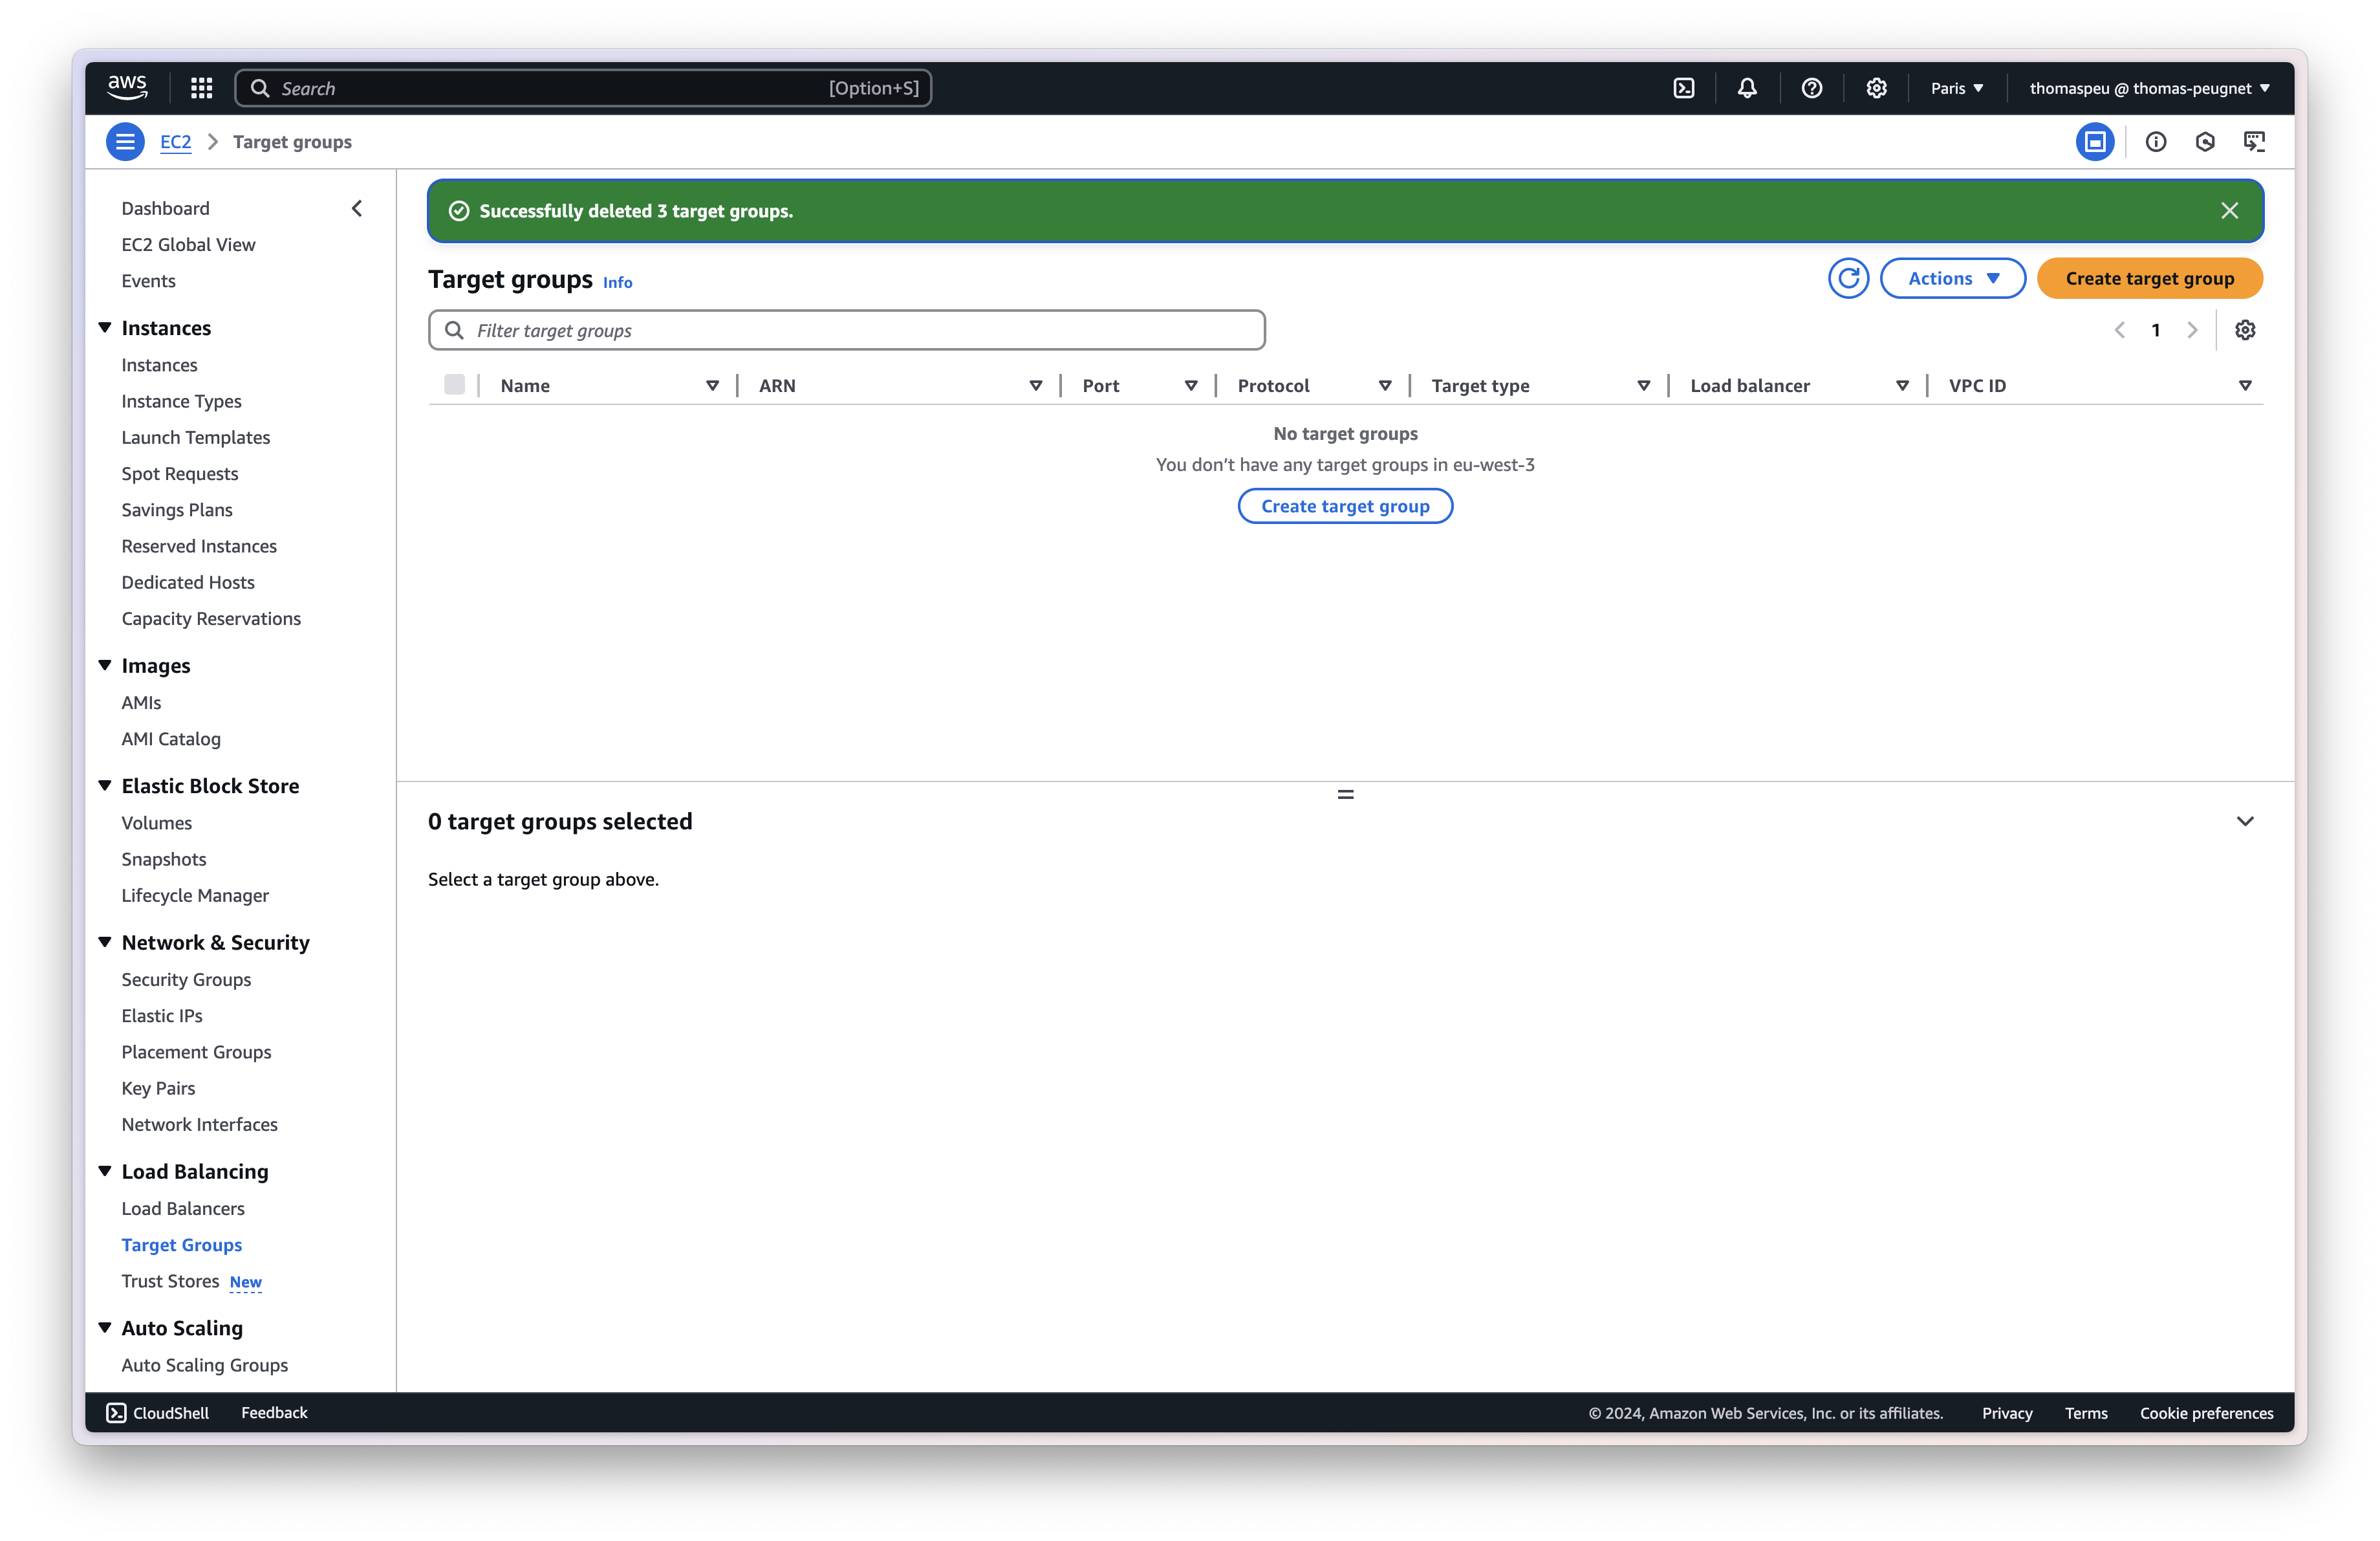 aws
Search [Option+S]
Paris
thomaspeu @ thomas-peugnet
EC2
Target groups
Dashboard
EC2 Global View
Events
Instances
Instances
Instance Types
Launch Templates
Spot Requests
Savings Plans
Reserved Instances
Dedicated Hosts
Capacity Reservations
Images
AMIs
AMI Catalog
Elastic Block Store
Volumes
Snapshots
Lifecycle Manager
Network & Security
Security Groups
Elastic IPs
Placement Groups
Key Pairs
Network Interfaces
Load Balancing
Load Balancers
Target Groups
Trust Stores New
Auto Scaling
Auto Scaling Groups
Successfully deleted 3 target groups.
Target groups Info
Actions
Create target group
Filter target groups
1
Name ARN Port Protocol Target type Load balancer VPC ID
No target groups
You don’t have any target groups in eu-west-3
Create target group
0 target groups selected
Select a target group above.
CloudShell Feedback
© 2024, Amazon Web Services, Inc. or its affiliates. Privacy Terms Cookie preferences